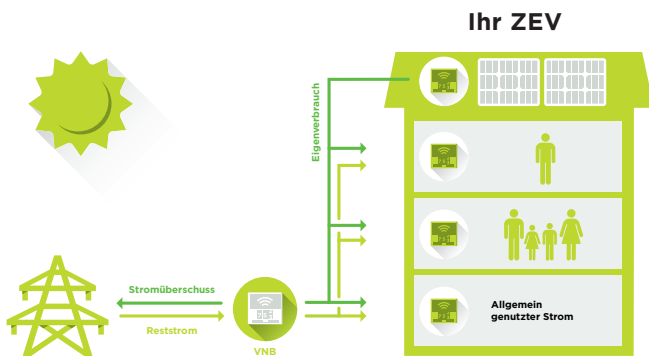 Ihr ZEV
Eigenverbrauch
Stromüberschuss
Reststrom
VNB
Allgemein
genutzter Strom